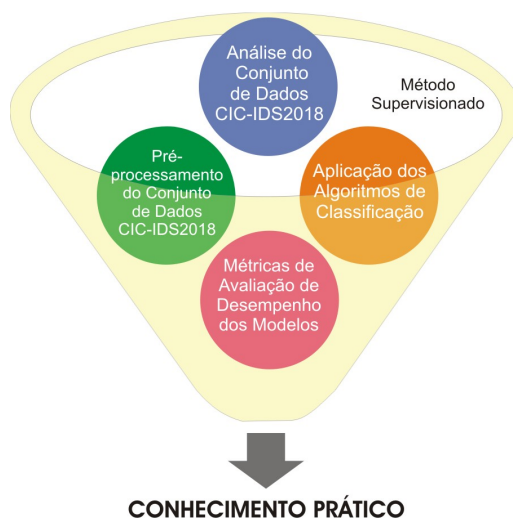 Análise do
Conjunto
de Dados
CIC-IDS2018
Método
Supervisionado
Pré-
processamento
do Conjunto
de Dados
CIC-IDS2018
Aplicação dos
Algoritmos de
Classificação
Métricas de
Avaliação de
Desempenho
dos Modelos
CONHECIMENTO PRÁTICO